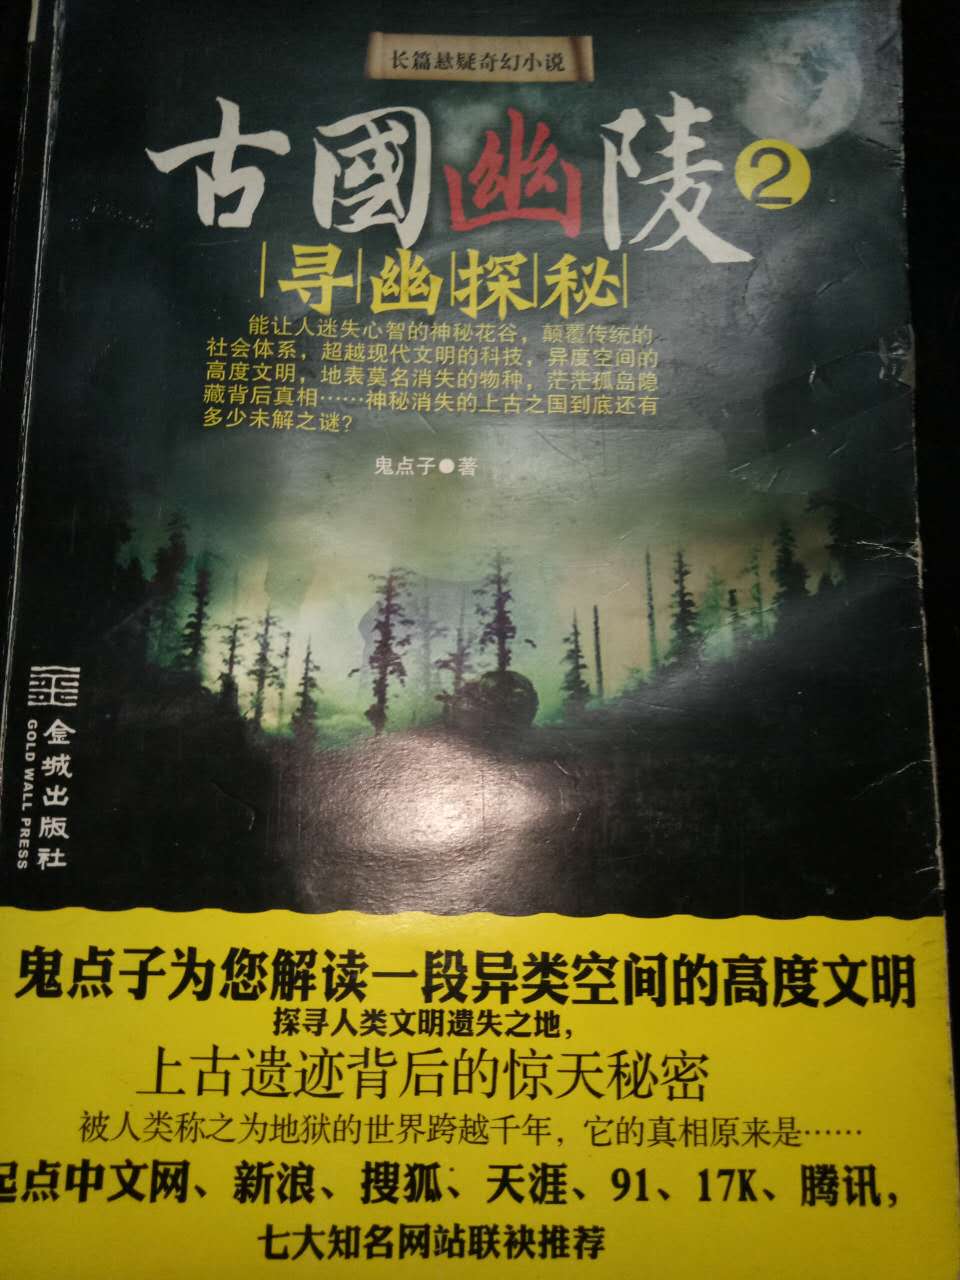 长篇悬疑奇幻小说
古國幽陵2
寻幽探秘
能让人迷失心智的神秘花谷，颠覆传统的
社会体系，超越现代文明的科技，异度空间的
高度文明，地表莫名消失的物种，茫茫孤岛隐
藏背后真相……神秘消失的上古之国到底还有
多少未解之谜？
鬼点子●著
金城出版社
GOLD WALL PRESS
鬼点子为您解读一段异类空间的高度文明
探寻人类文明遗失之地，
上古遗迹背后的惊天秘密
被人类称之为地狱的世界跨越千年，它的真相原来是……
起点中文网、新浪、搜狐、天涯、91、17K、腾讯，
七大知名网站联袂推荐